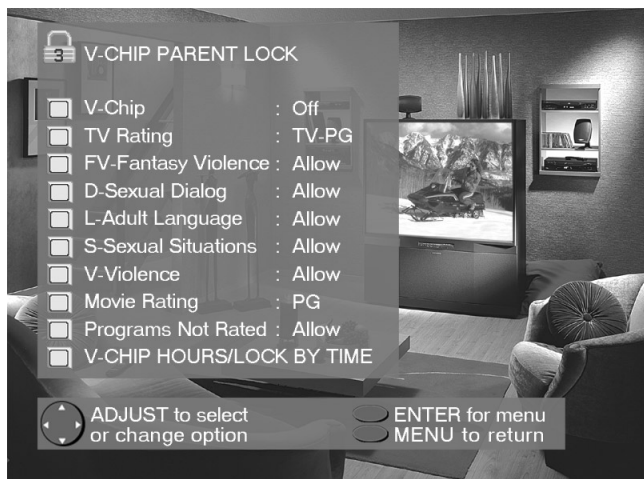 3 V-CHIP PARENT LOCK
V-Chip : Off
TV Rating : TV-PG
FV-Fantasy Violence : Allow
D-Sexual Dialog : Allow
L-Adult Language : Allow
S-Sexual Situations : Allow
V-Violence : Allow
Movie Rating : PG
Programs Not Rated : Allow
V-CHIP HOURS/LOCK BY TIME
ADJUST to select
or change option
ENTER for menu
MENU to return